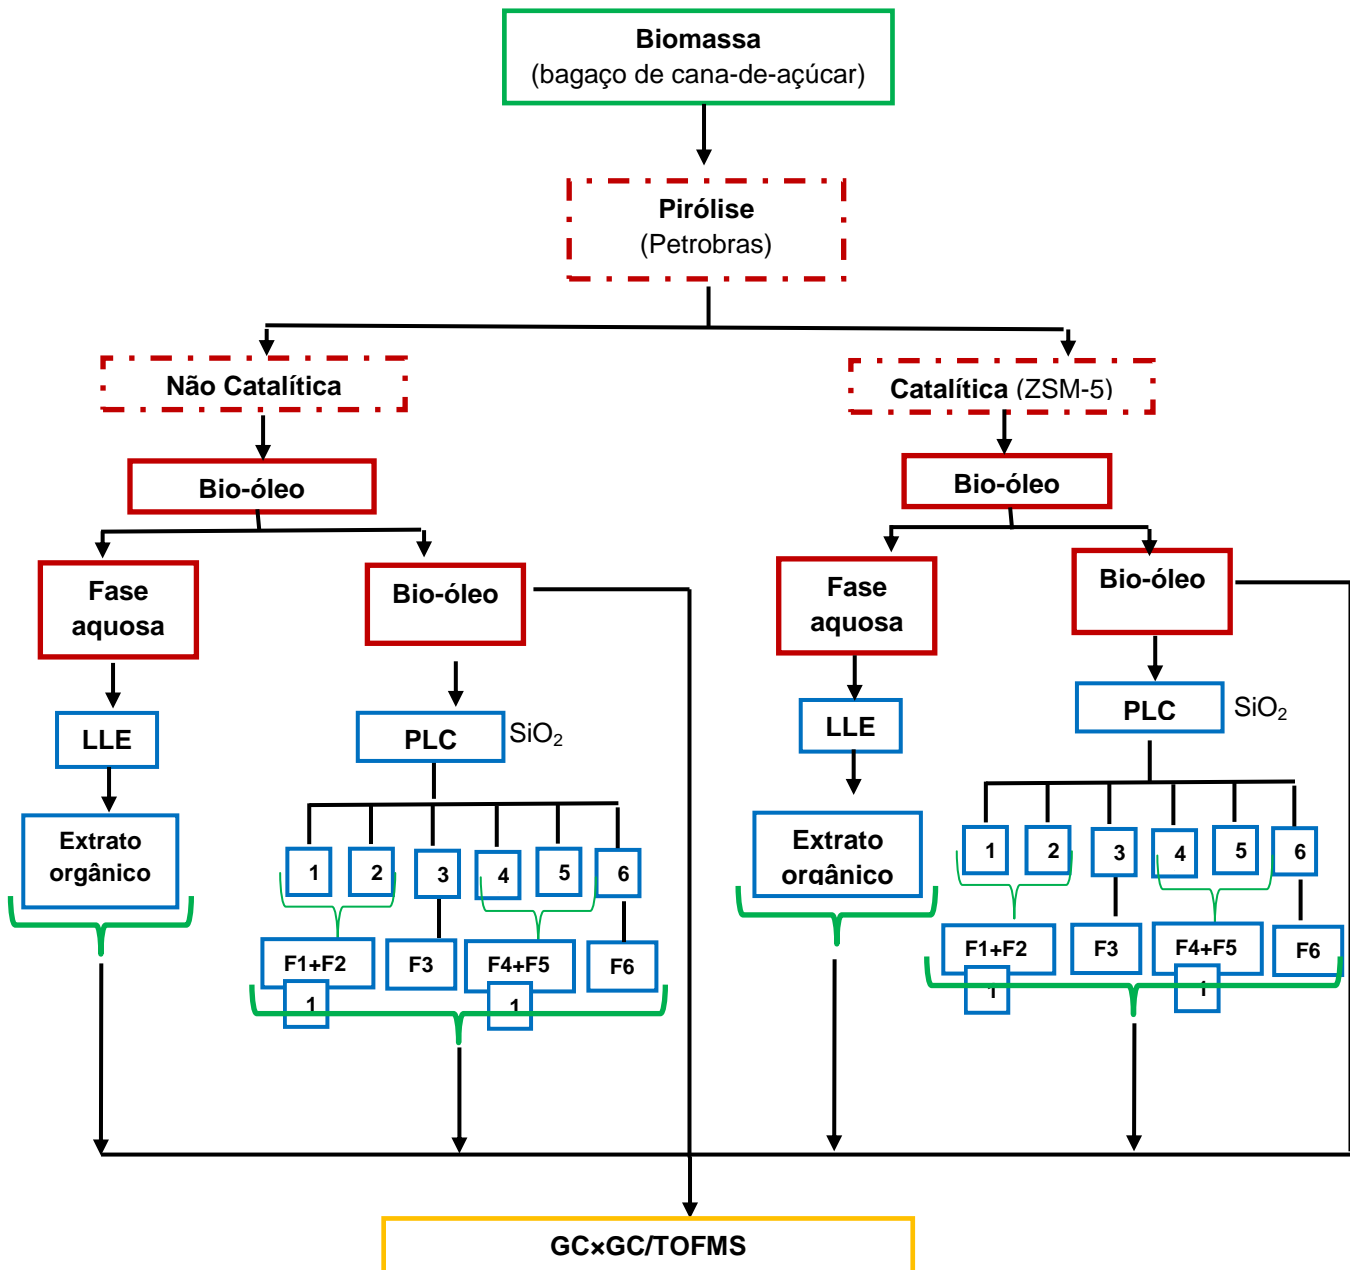 Biomassa
(bagaço de cana-de-açúcar)
Pirólise
(Petrobras)
Não Catalítica
Catalítica (ZSM-5)
Bio-óleo
Bio-óleo
Fase
aquosa
Bio-óleo
Fase
aquosa
Bio-óleo
LLE
PLC
SiO₂
LLE
PLC
SiO₂
Extrato
orgânico
1 2 3 4 5 6
Extrato
orgânico
1 2 3 4 5 6
F1+F2
F3
F4+F5
F6
1
1
F1+F2
F3
F4+F5
F6
1
1
GC×GC/TOFMS